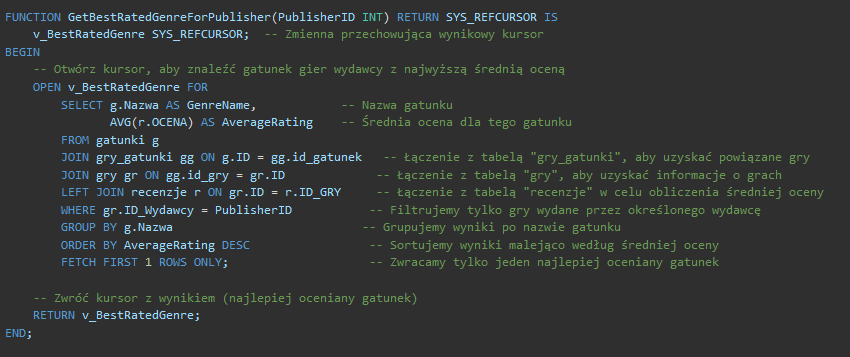 FUNCTION GetBestRatedGenreForPublisher(PublisherID INT) RETURN SYS_REFCURSOR IS
    v_BestRatedGenre SYS_REFCURSOR;  -- Zmienna przechowująca wynikowy kursor
BEGIN
    -- Otwórz kursor, aby znaleźć gatunek gier wydawcy z najwyższą średnią oceną
    OPEN v_BestRatedGenre FOR
        SELECT g.Nazwa AS GenreName,            -- Nazwa gatunku
               AVG(r.OCENA) AS AverageRating    -- Średnia ocena dla tego gatunku
        FROM gatunki g
        JOIN gry_gatunki gg ON g.ID = gg.id_gatunek   -- Łączenie z tabelą "gry_gatunki", aby uzyskać powiązane gry
        JOIN gry gr ON gg.id_gry = gr.ID             -- Łączenie z tabelą "gry", aby uzyskać informacje o grach
        LEFT JOIN recenzje r ON gr.ID = r.ID_GRY     -- Łączenie z tabelą "recenzje" w celu obliczenia średniej oceny
        WHERE gr.ID_Wydawcy = PublisherID           -- Filtrujemy tylko gry wydane przez określonego wydawcę
        GROUP BY g.Nazwa                           -- Grupujemy wyniki po nazwie gatunku
        ORDER BY AverageRating DESC                 -- Sortujemy wyniki malejąco według średniej oceny
        FETCH FIRST 1 ROWS ONLY;                    -- Zwracamy tylko jeden najlepiej oceniany gatunek
    -- Zwróć kursor z wynikiem (najlepiej oceniany gatunek)
    RETURN v_BestRatedGenre;
END;